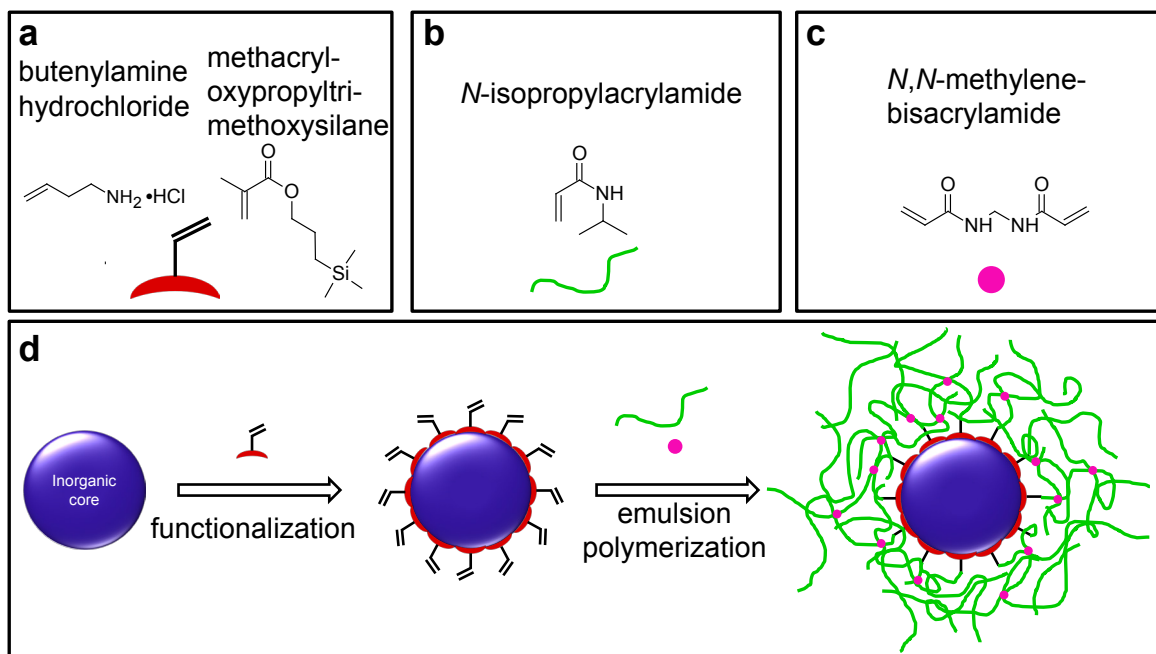 a
butenylamine
hydrochloride
methacryl-
oxypropyltri-
methoxysilane
O
O
NH2 •HCl
Si
b
N-isopropylacrylamide
O
NH
c
N,N-methylene-
bisacrylamide
O
O
NH
NH
d
Inorganic
core
functionalization
emulsion
polymerization